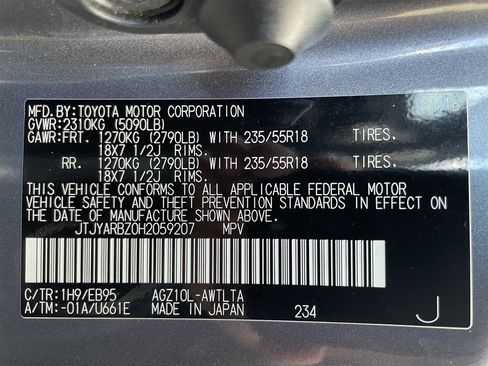 11/16
MFD.BY:TOYOTA MOTOR CORPORATION
GVWR:2310KG (5090LB)
GAWR:FRT. 1270KG (2790LB) WITH 235/55R18 TIRES.
18X7 1/2J RIMS.
RR. 1270KG (2790LB) WITH 235/55R18 TIRES.
18X7 1/2J RIMS.
THIS VEHICLE CONFORMS TO ALL APPLICABLE FEDERAL MOTOR
VEHICLE SAFETY AND THEFT PREVENTION STANDARDS IN EFFECT ON
THE DATE OF MANUFACTURE SHOWN ABOVE.
JTJYARBZ0H2059207 MPV
C/TR:1H9/EB95 AGZ10L-AWTLTA
A/TM:-01A/U661E MADE IN JAPAN 234 J